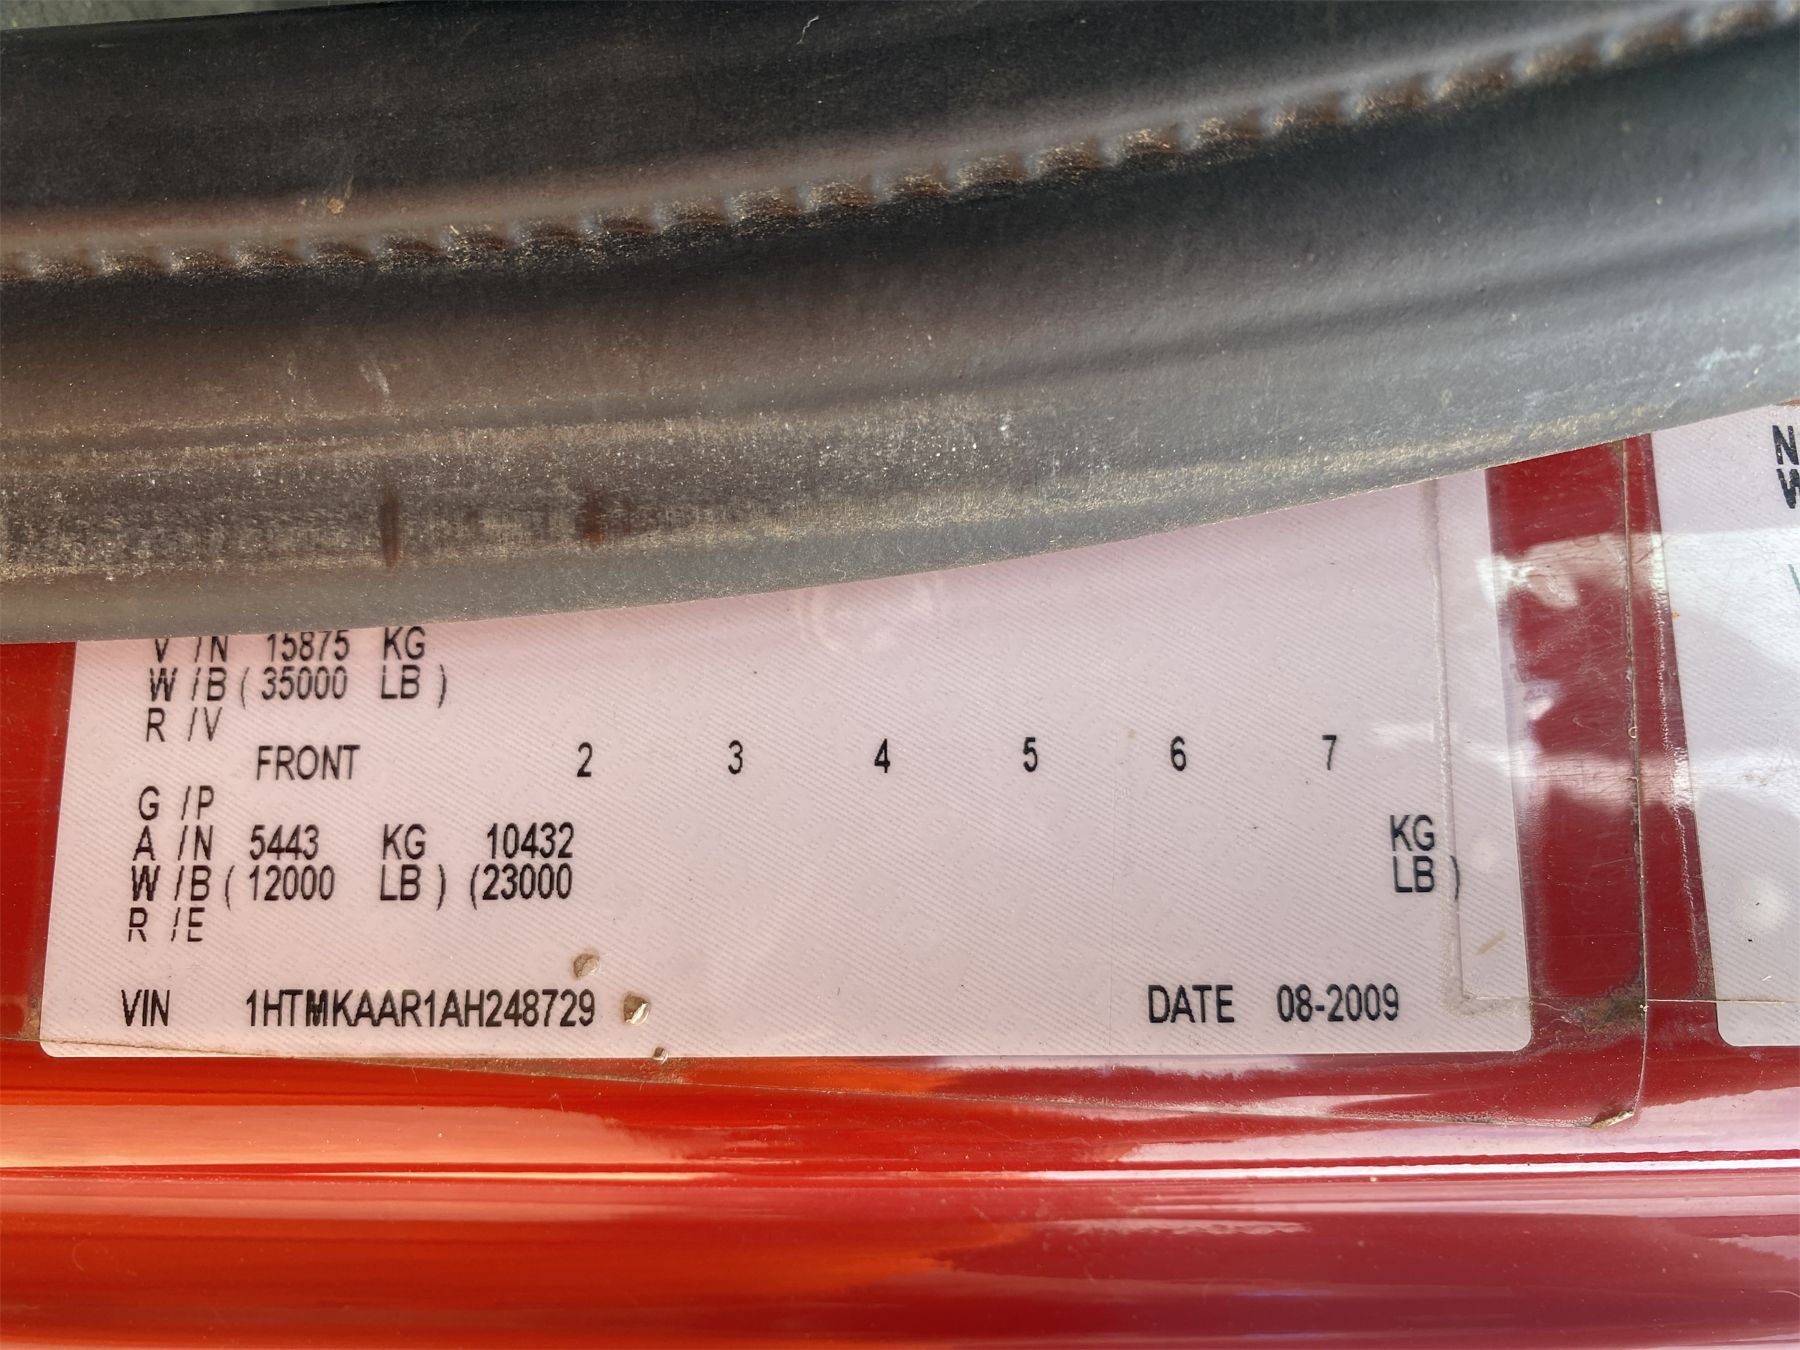 V /N 15875 KG
W /B ( 35000 LB )
R /V
FRONT 2 3 4 5 6 7
G /P
A /N 5443 KG 10432 KG
W /B ( 12000 LB ) (23000 LB )
R /E
VIN 1HTMKAAR1AH248729 DATE 08-2009